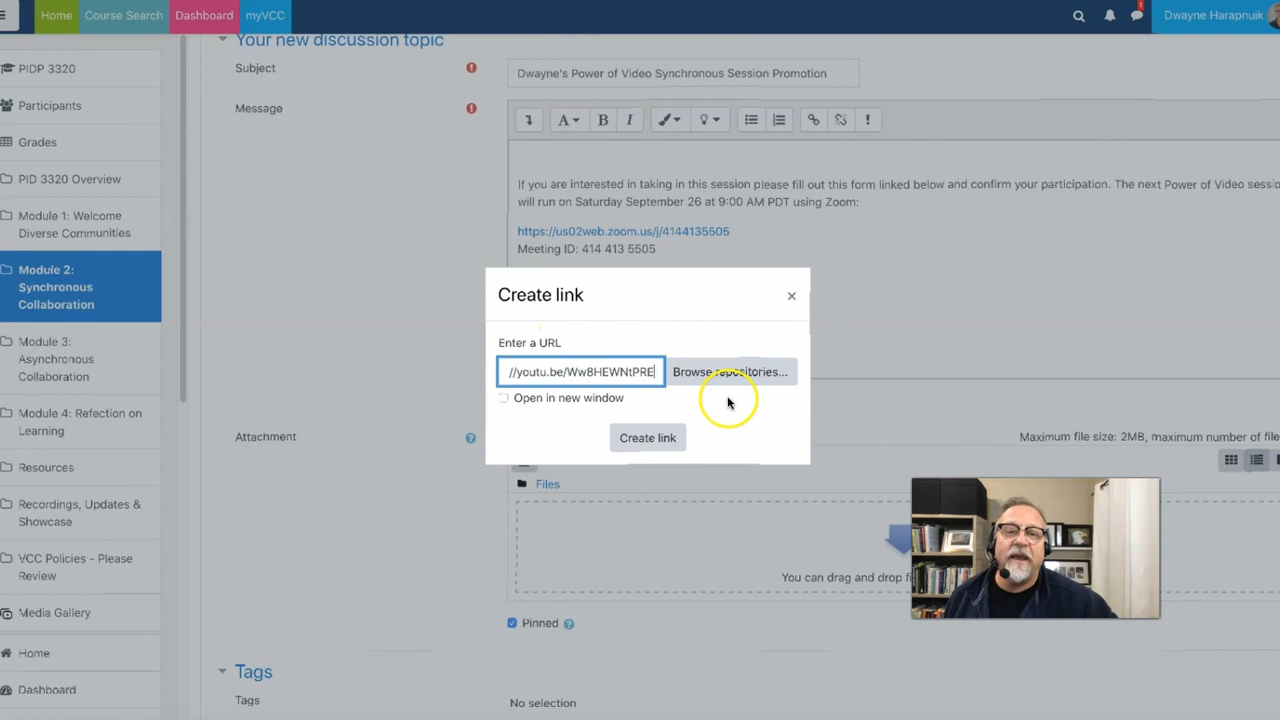 Home Course Search Dashboard myVCC 1 Dwayne Harapnuik
PIDP 3320
Participants
Grades
PID 3320 Overview
Module 1: Welcome
Diverse Communities
Module 2:
Synchronous
Collaboration
Module 3:
Asynchronous
Collaboration
Module 4: Refection on
Learning
Resources
Recordings, Updates &
Showcase
VCC Policies - Please
Review
Media Gallery
Home
Dashboard
Your new discussion topic
Subject
Dwayne's Power of Video Synchronous Session Promotion
Message
A B I
If you are interested in taking in this session please fill out this form linked below and confirm your participation. The next Power of Video sessi
will run on Saturday September 26 at 9:00 AM PDT using Zoom:
https://us02web.zoom.us/j/4144135505
Meeting ID: 414 413 5505
Create link ×
Enter a URL
//youtu.be/Ww8HEWNtPRE Browse repositories...
Open in new window
Create link
Attachment
Maximum file size: 2MB, maximum number of file
Files
You can drag and drop
Pinned
Tags
Tags
No selection